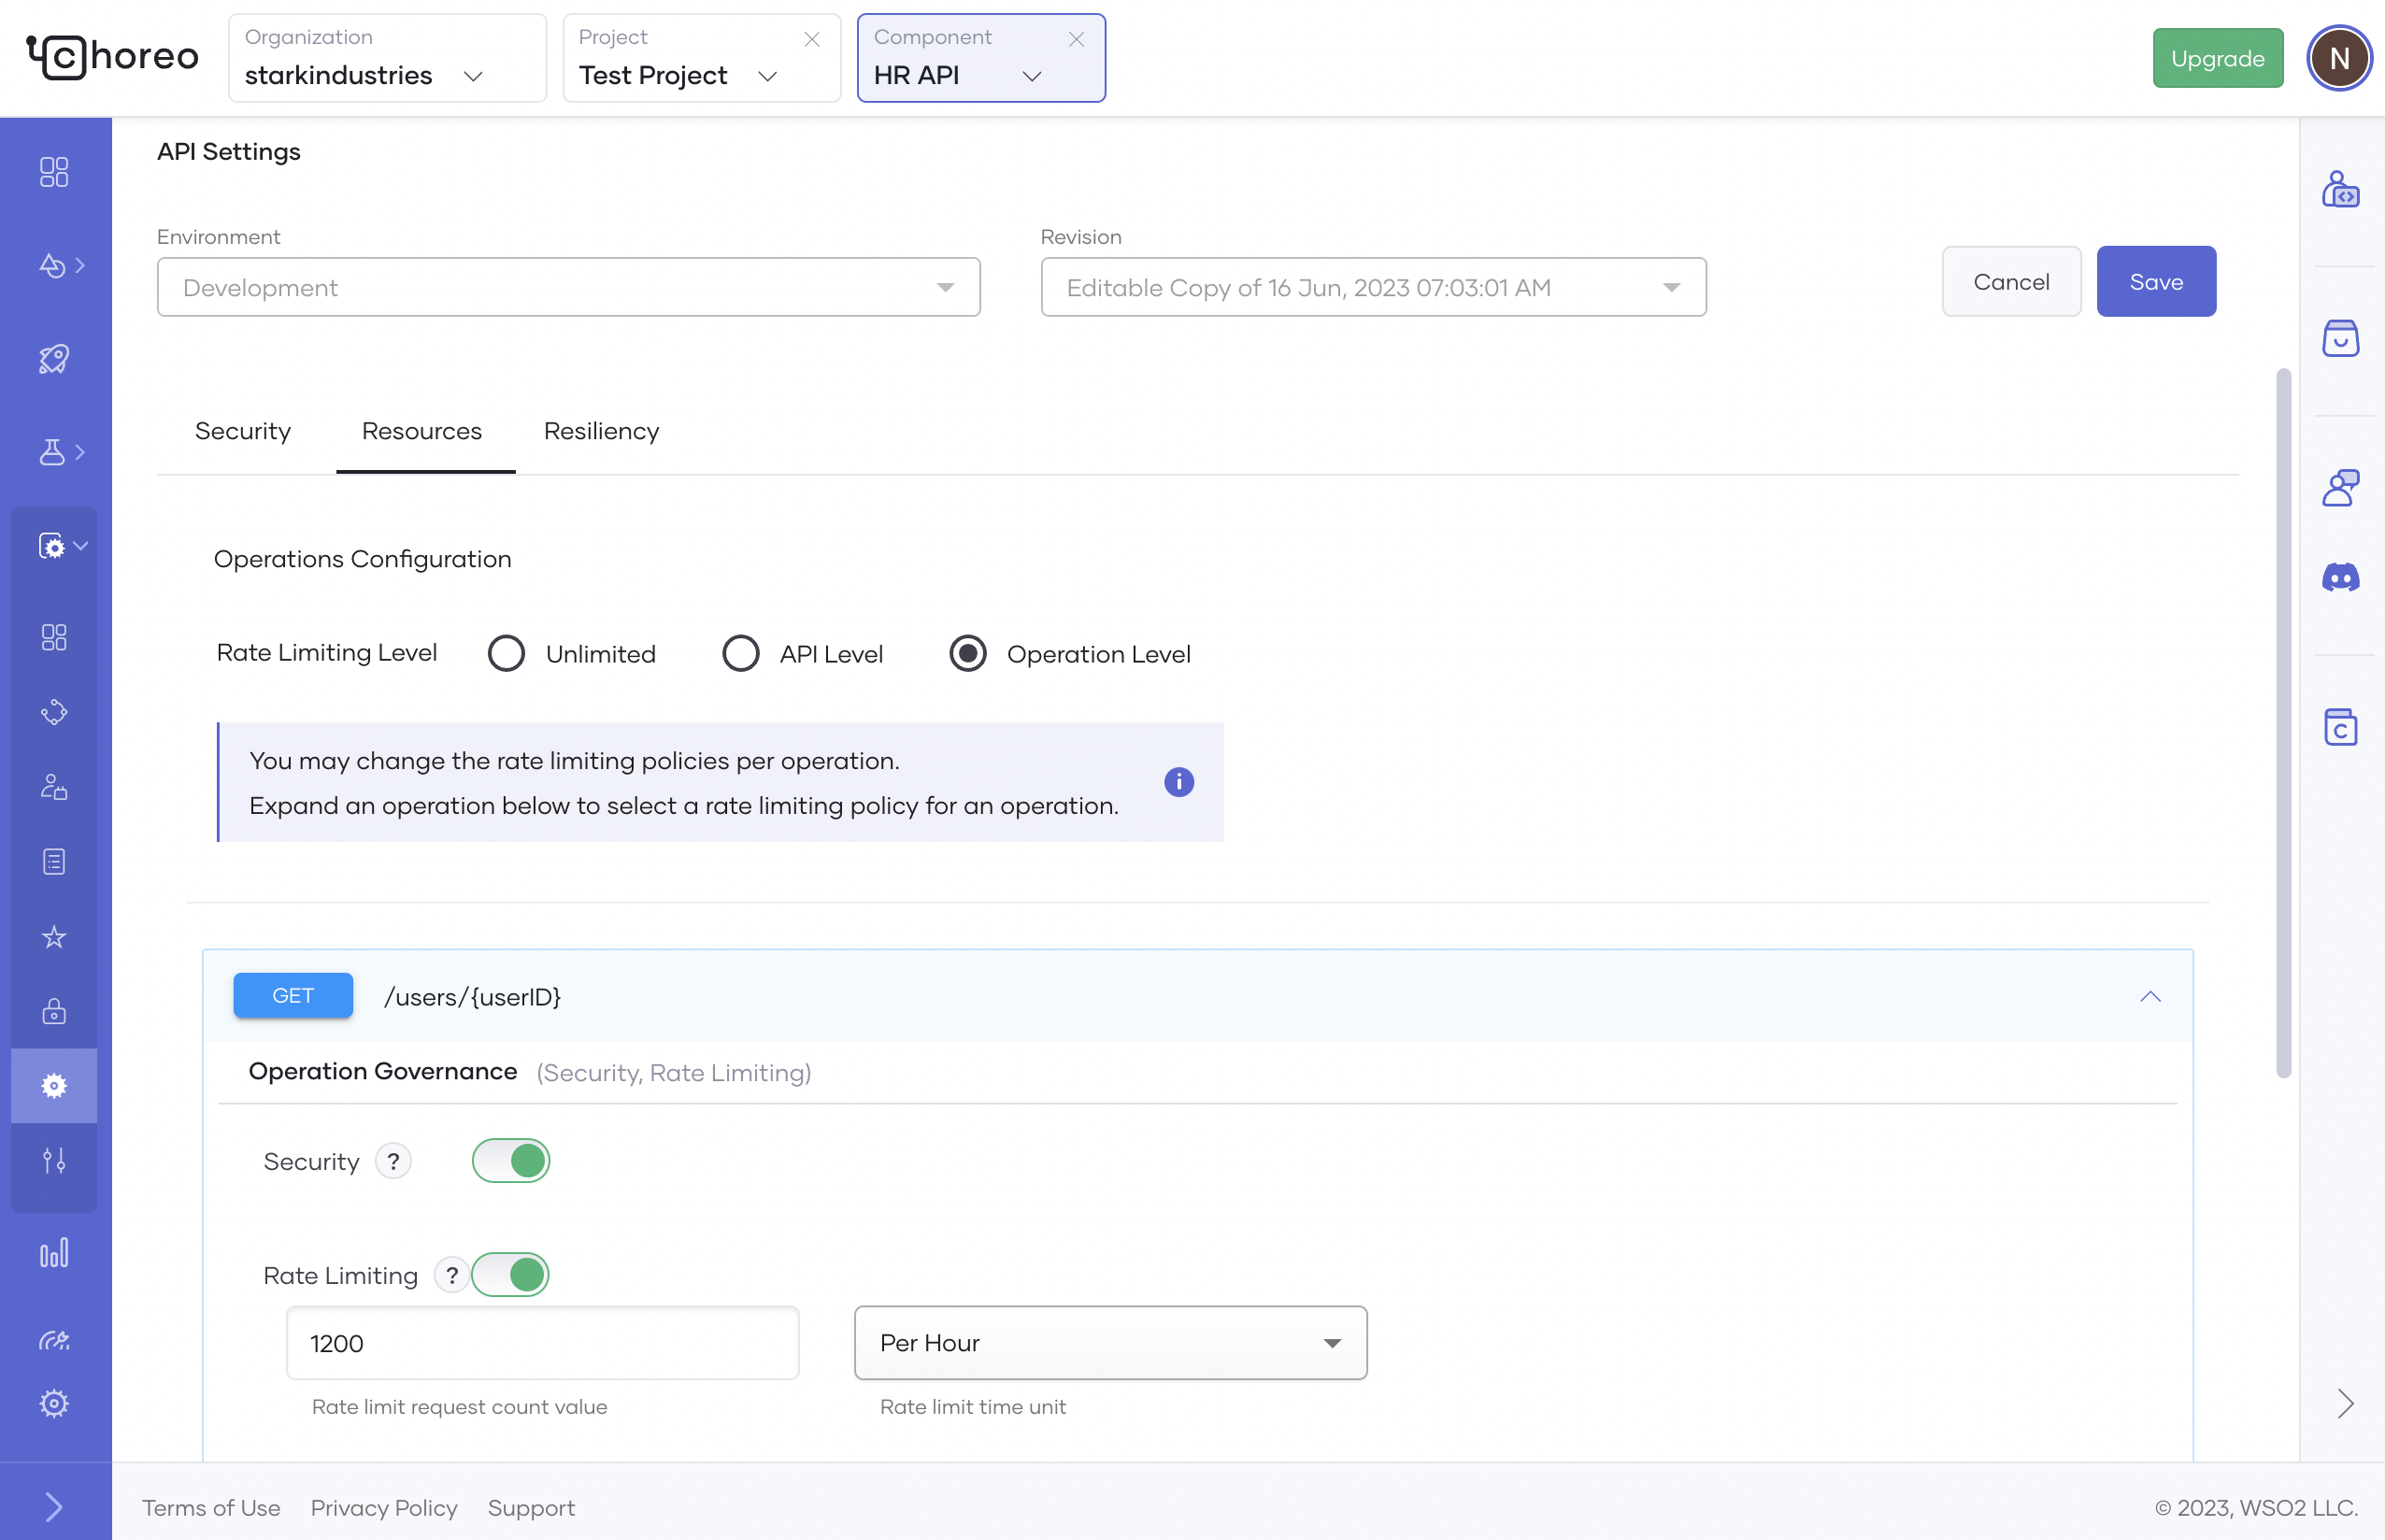 choreo
Organization
starkindustries
Project
Test Project
Component
HR API
Upgrade
N
API Settings
Environment
Development
Revision
Editable Copy of 16 Jun, 2023 07:03:01 AM
Cancel
Save
Security
Resources
Resiliency
Operations Configuration
Rate Limiting Level
Unlimited
API Level
Operation Level
You may change the rate limiting policies per operation.
Expand an operation below to select a rate limiting policy for an operation.
i
GET
/users/{userID}
Operation Governance (Security, Rate Limiting)
Security ?
Rate Limiting ?
1200
Per Hour
Rate limit request count value
Rate limit time unit
C
Terms of Use
Privacy Policy
Support
© 2023, WSO2 LLC.